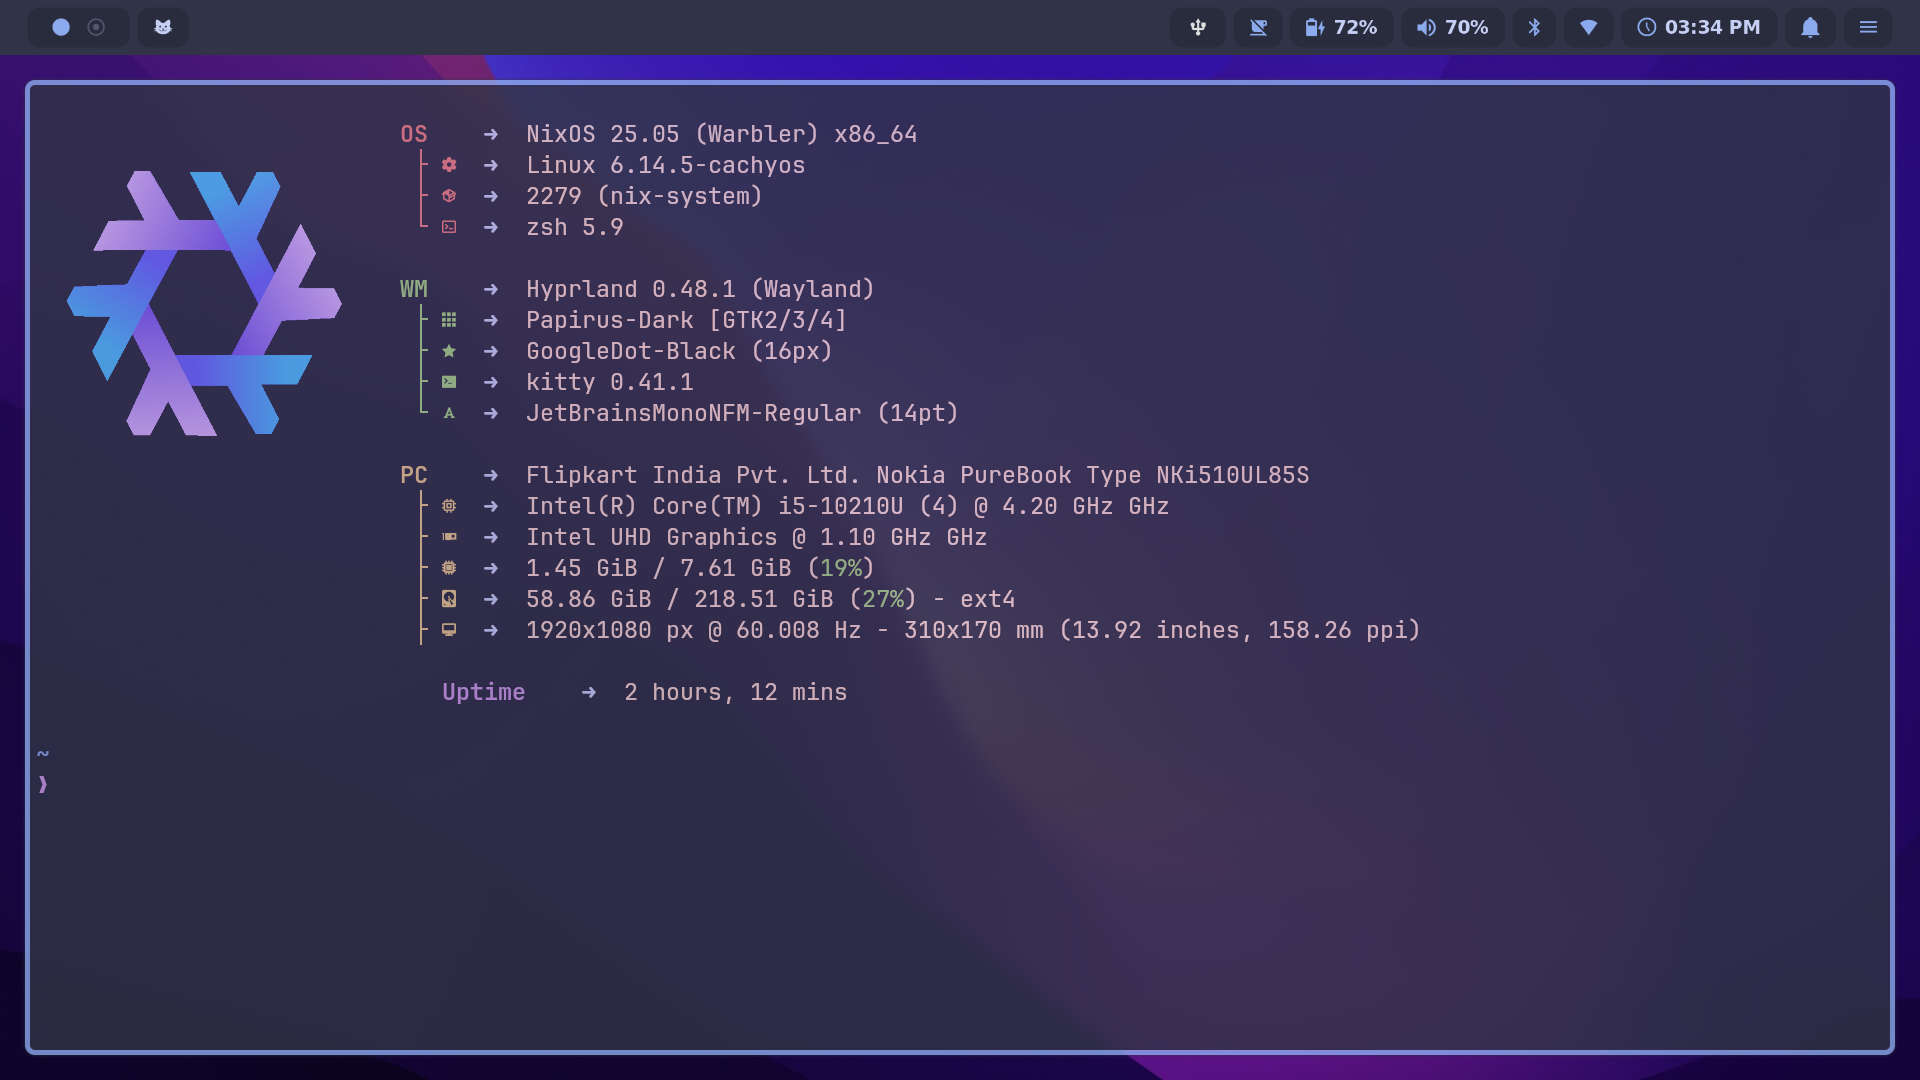 72% 70% 03:34 PM
OS ➜ NixOS 25.05 (Warbler) x86_64
➜ Linux 6.14.5-cachyos
➜ 2279 (nix-system)
➜ zsh 5.9
WM ➜ Hyprland 0.48.1 (Wayland)
➜ Papirus-Dark [GTK2/3/4]
➜ GoogleDot-Black (16px)
➜ kitty 0.41.1
➜ JetBrainsMonoNFM-Regular (14pt)
PC ➜ Flipkart India Pvt. Ltd. Nokia PureBook Type NKi510UL85S
➜ Intel(R) Core(TM) i5-10210U (4) @ 4.20 GHz GHz
➜ Intel UHD Graphics @ 1.10 GHz GHz
➜ 1.45 GiB / 7.61 GiB (19%)
➜ 58.86 GiB / 218.51 GiB (27%) - ext4
➜ 1920x1080 px @ 60.008 Hz - 310x170 mm (13.92 inches, 158.26 ppi)
Uptime ➜ 2 hours, 12 mins
~
❯